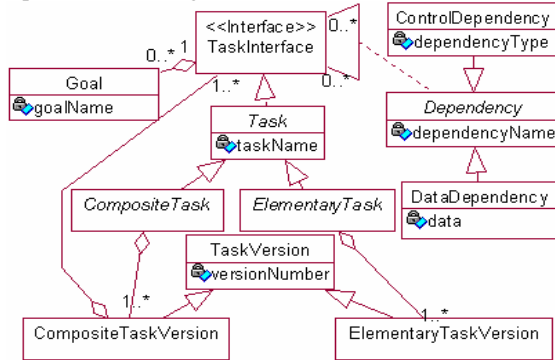 <<Interface>>
TaskInterface
0..*
ControlDependency
dependencyType
0..*
1
Goal
goalName
1..*
0..*
Task
taskName
Dependency
dependencyName
CompositeTask
ElementaryTask
DataDependency
data
TaskVersion
versionNumber
1..*
1..*
CompositeTaskVersion
ElementaryTaskVersion